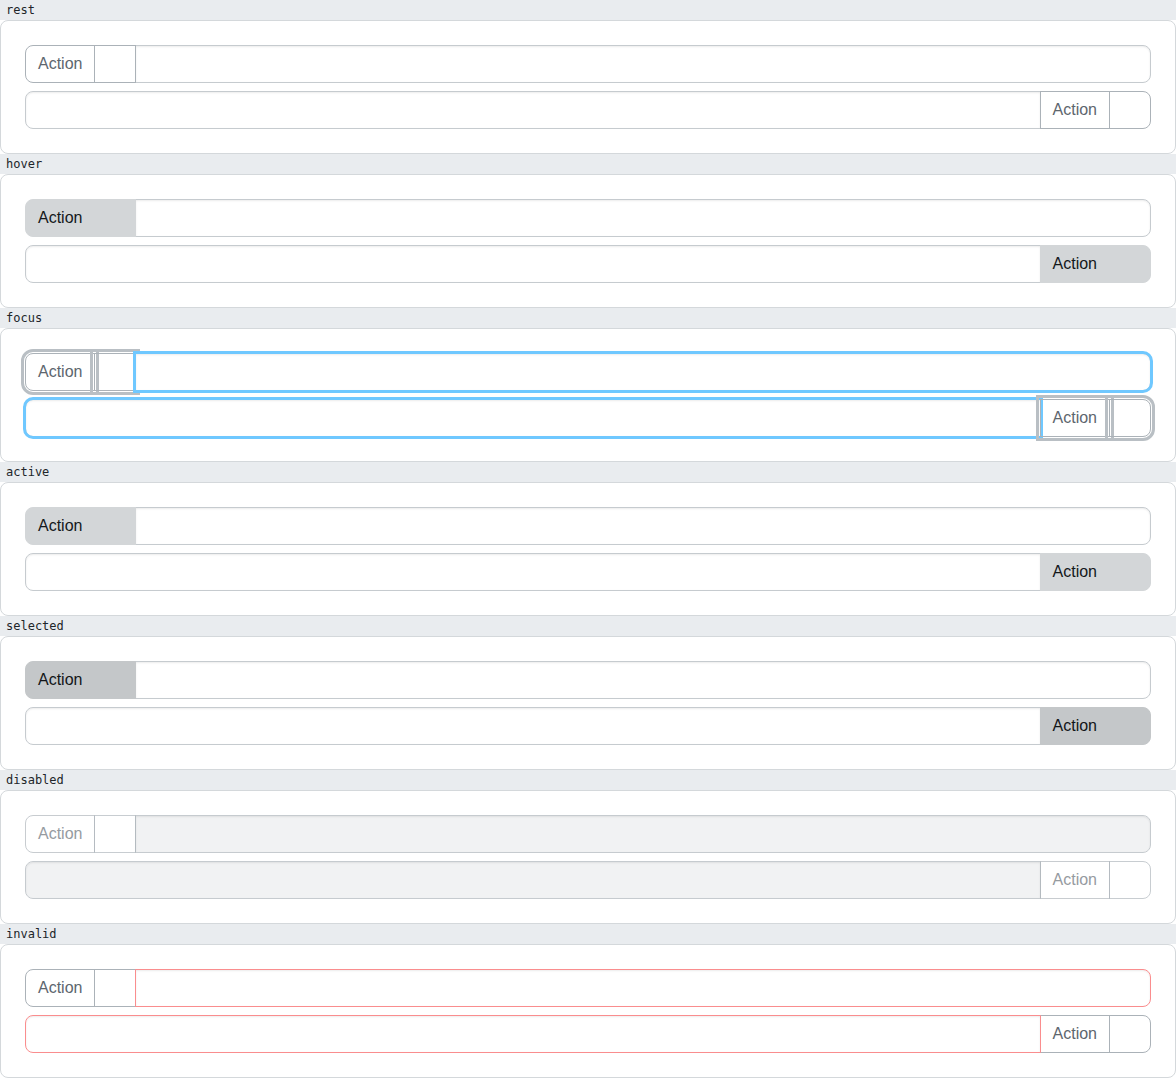 rest
Action
Action
hover
Action
Action
focus
Action
Action
active
Action
Action
selected
Action
Action
disabled
Action
Action
invalid
Action
Action